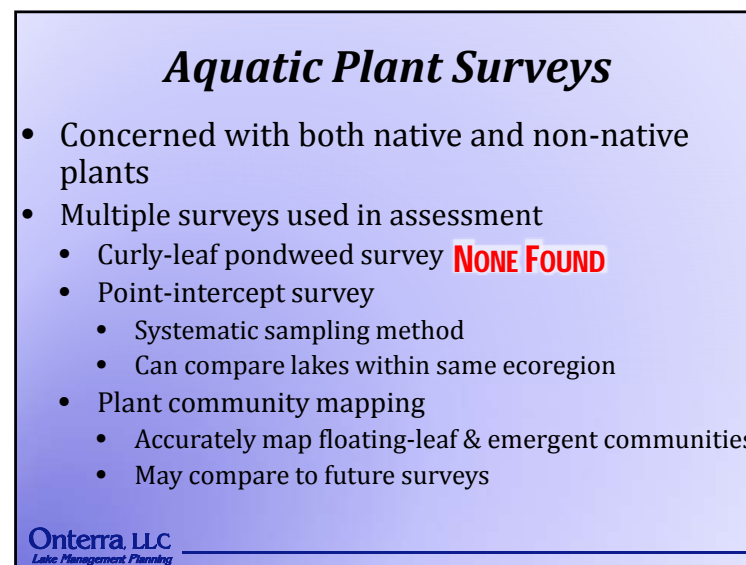 Aquatic Plant Surveys
• Concerned with both native and non-native
plants
• Multiple surveys used in assessment
• Curly-leaf pondweed survey NONE FOUND
• Point-intercept survey
• Systematic sampling method
• Can compare lakes within same ecoregion
• Plant community mapping
• Accurately map floating-leaf & emergent communities
• May compare to future surveys
Onterra, LLC
Lake Management Planning